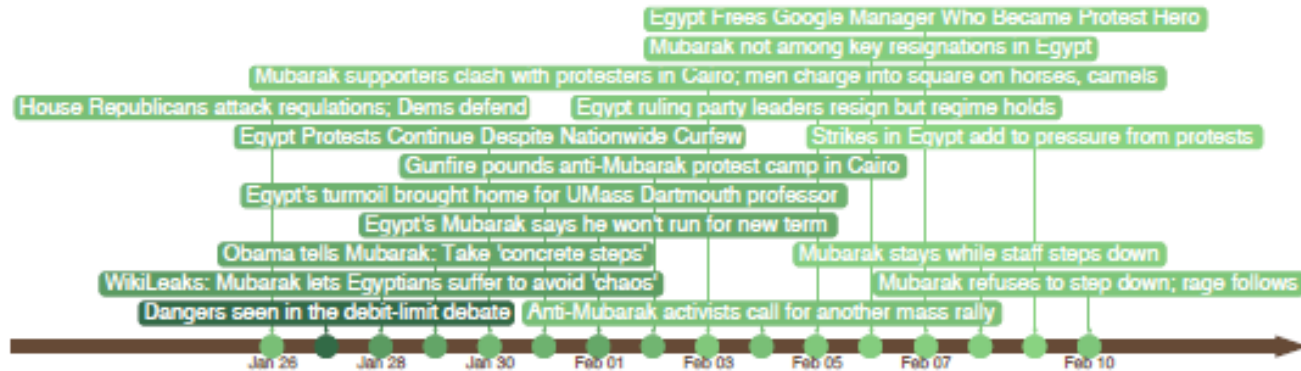 Egypt Frees Google Manager Who Became Protest Hero
Mubarak not among key resignations in Egypt
Mubarak supporters clash with protesters in Cairo; men charge into square on horses, camels
House Republicans attack regulations; Dems defend
Egypt ruling party leaders resign but regime holds
Egypt Protests Continue Despite Nationwide Curfew
Strikes in Egypt add to pressure from protests
Gunfire pounds anti-Mubarak protest camp in Cairo
Egypt's turmoil brought home for UMass Dartmouth professor
Egypt's Mubarak says he won't run for new term
Obama tells Mubarak: Take 'concrete steps'
Mubarak stays while staff steps down
WikiLeaks: Mubarak lets Egyptians suffer to avoid 'chaos'
Mubarak refuses to step down; rage follows
Dangers seen in the debit-limit debate
Anti-Mubarak activists call for another mass rally
Jan 26 Jan 28 Jan 30 Feb 01 Feb 03 Feb 05 Feb 07 Feb 10